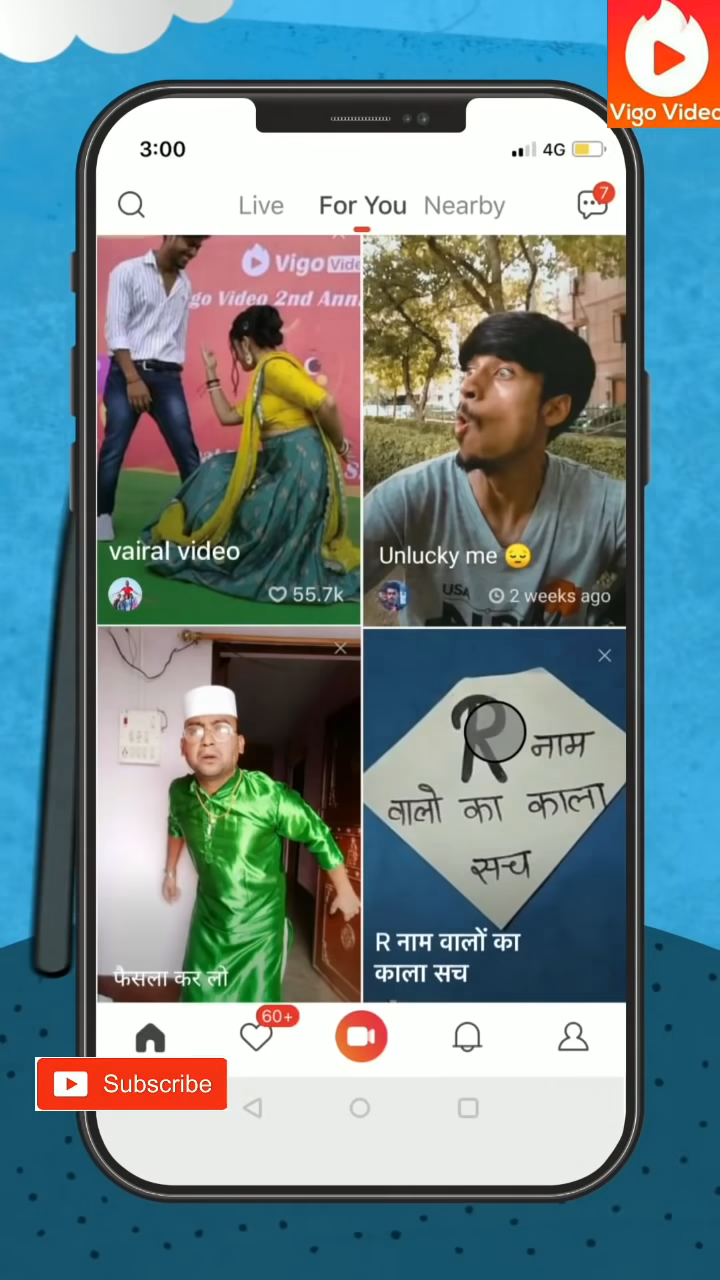 Vigo Video
3:00
4G
Live For You Nearby
7
Vigo Vide
go Video 2nd Ann
vairal video
55.7k
USA
Unlucky me 😔
2 weeks ago
फैसला कर लो
R नाम
वालो का काला
सच
R नाम वालों का
काला सच
60+
Subscribe